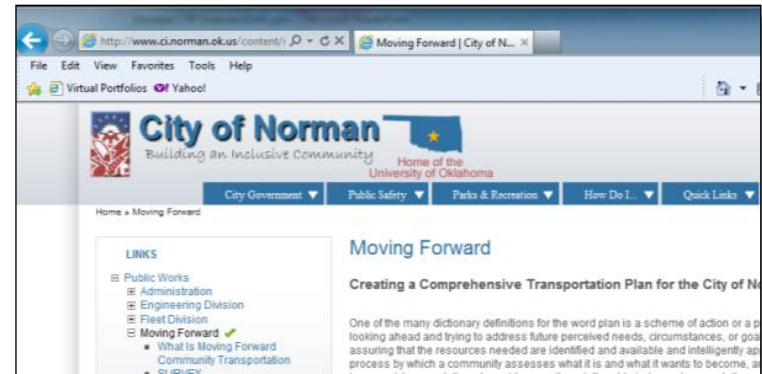 http://www.ci.norman.ok.us/content/
Moving Forward | City of N...
File Edit View Favorites Tools Help
Virtual Portfolios Yahoo!
City of Norman
Building an Inclusive Community
Home of the
University of Oklahoma
City Government Public Safety Parks & Recreation How Do I... Quick Links
Home » Moving Forward
LINKS
Public Works
Administration
Engineering Division
Fleet Division
Moving Forward
What Is Moving Forward
Community Transportation
SURVEY
Moving Forward
Creating a Comprehensive Transportation Plan for the City of No
One of the many dictionary definitions for the word plan is a scheme of action or a p
looking ahead and trying to address future perceived needs, circumstances, or goa
assuring that the resources needed are identified and available and intelligently ap
process by which a community assesses what it is and what it wants to become, a